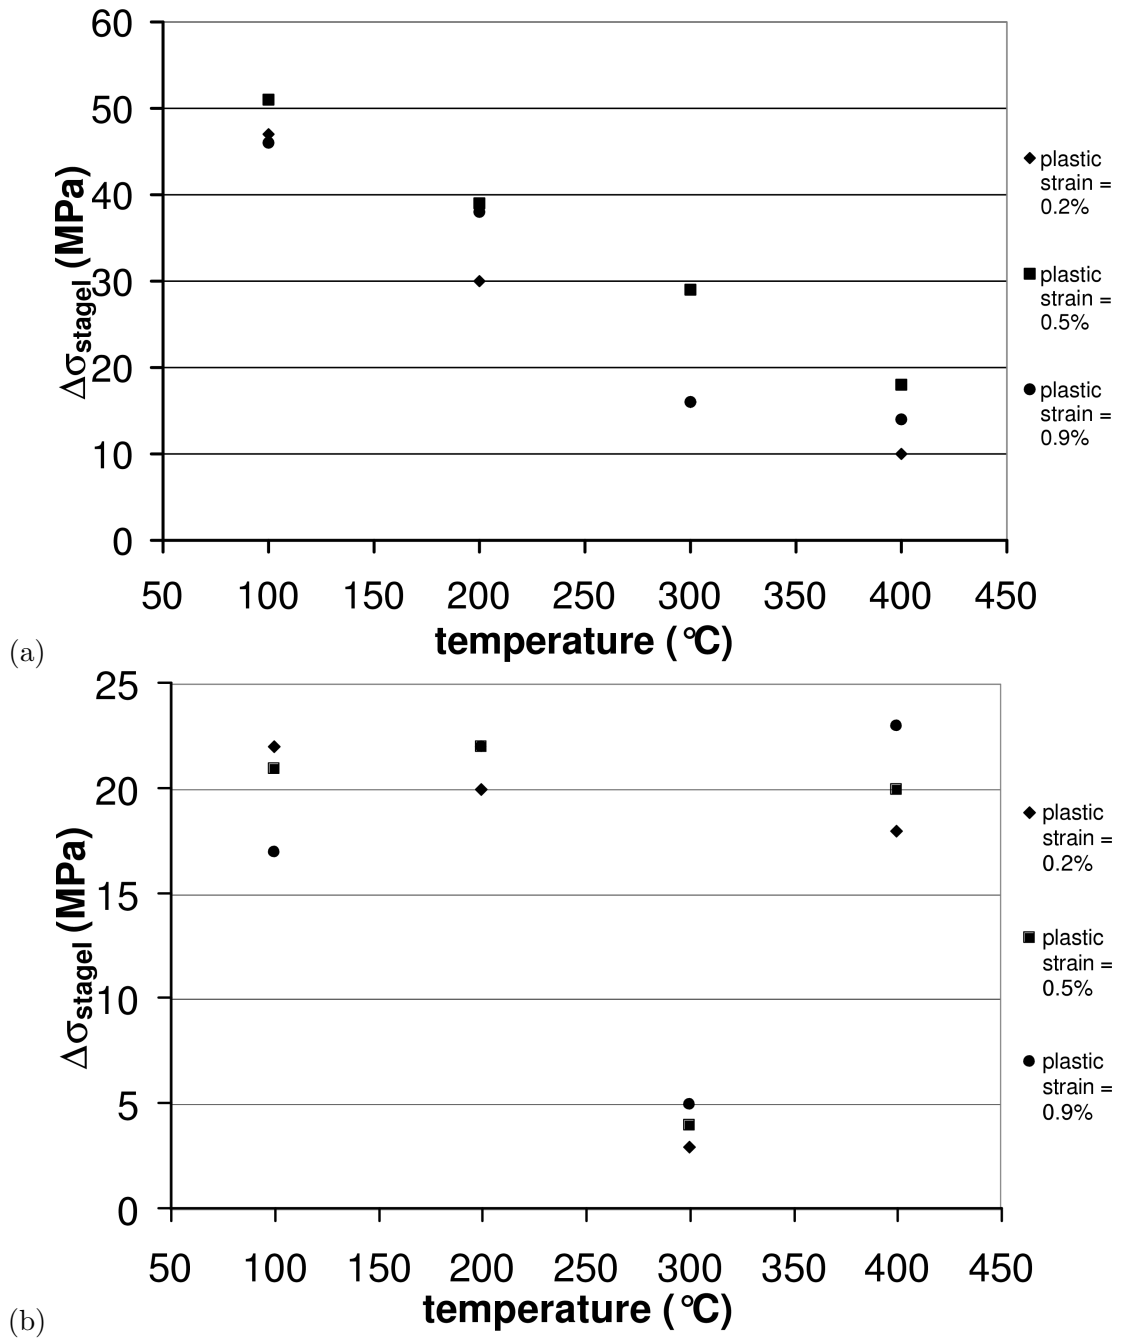 60
50
40
30
20
10
0
ΔσstageI (MPa)
50 100 150 200 250 300 350 400 450
temperature (°C)
plastic
strain =
0.2%
plastic
strain =
0.5%
plastic
strain =
0.9%
(a)
25
20
15
10
5
0
ΔσstageI (MPa)
50 100 150 200 250 300 350 400 450
temperature (°C)
plastic
strain =
0.2%
plastic
strain =
0.5%
plastic
strain =
0.9%
(b)